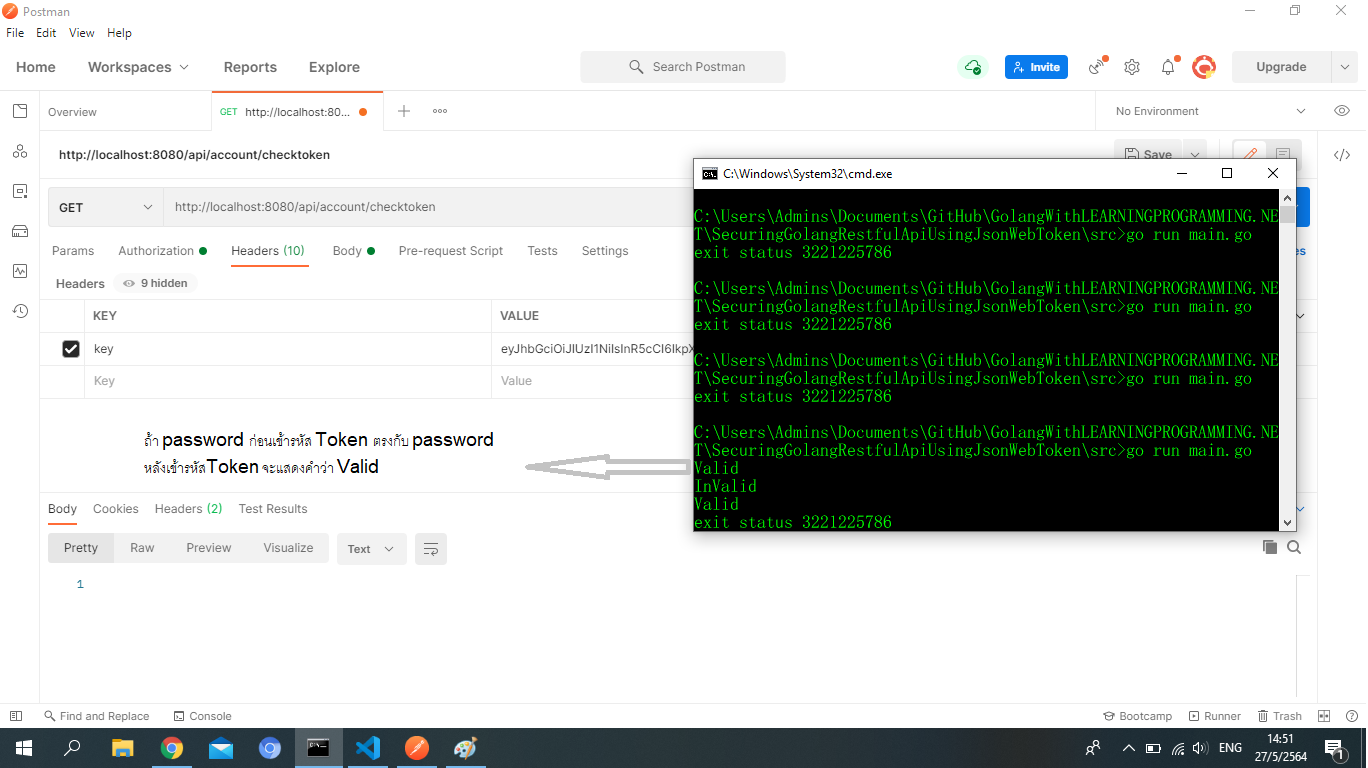 Postman
File Edit View Help
Home Workspaces Reports Explore Search Postman Invite Upgrade
Overview GET http://localhost:80... No Environment
http://localhost:8080/api/account/checktoken Save
GET http://localhost:8080/api/account/checktoken
Params Authorization Headers (10) Body Pre-request Script Tests Settings
Headers 9 hidden
KEY VALUE
key eyJhbGciOiJIUzI1NiIsInR5cCI6IkpX
Key Value
ถ้า password ก่อนเข้ารหัส Token ตรงกับ password
หลังเข้ารหัส Token จะแสดงคำว่า Valid
C:\Windows\System32\cmd.exe
C:\Users\Admins\Documents\GitHub\GolangWithLEARNINGPROGRAMMING.NE
T\SecuringGolangRestfulApiUsingJsonWebToken\src>go run main.go
exit status 3221225786
C:\Users\Admins\Documents\GitHub\GolangWithLEARNINGPROGRAMMING.NE
T\SecuringGolangRestfulApiUsingJsonWebToken\src>go run main.go
exit status 3221225786
C:\Users\Admins\Documents\GitHub\GolangWithLEARNINGPROGRAMMING.NE
T\SecuringGolangRestfulApiUsingJsonWebToken\src>go run main.go
exit status 3221225786
C:\Users\Admins\Documents\GitHub\GolangWithLEARNINGPROGRAMMING.NE
T\SecuringGolangRestfulApiUsingJsonWebToken\src>go run main.go
Valid
InValid
Valid
exit status 3221225786
Body Cookies Headers (2) Test Results
Pretty Raw Preview Visualize Text
1
Find and Replace Console Bootcamp Runner Trash
ENG 14:51
27/5/2564
1